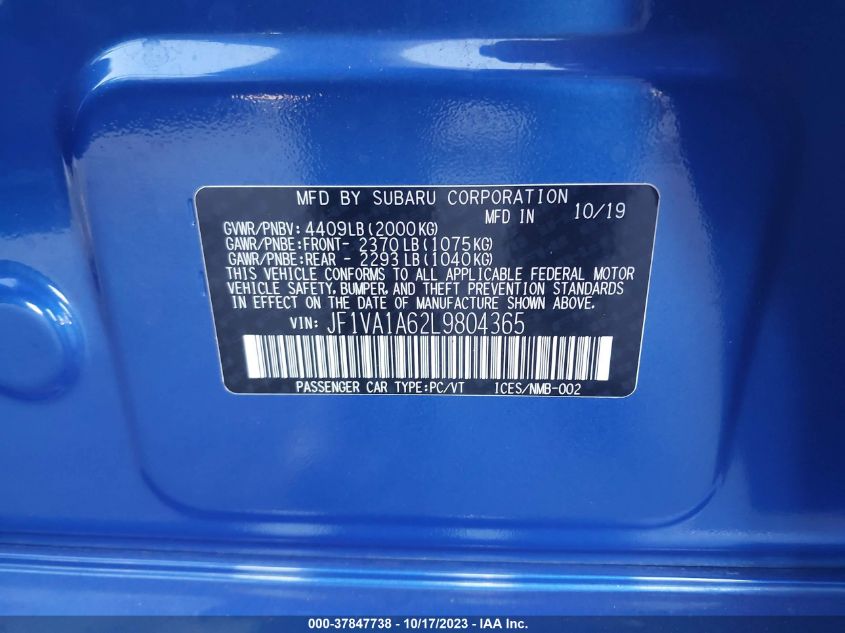 MFD BY SUBARU CORPORATION
MFD IN 10/19
GVWR/PNBV: 4409LB(2000KG)
GAWR/PNBE:FRONT- 2370LB(1075KG)
GAWR/PNBE:REAR - 2293LB(1040KG)
THIS VEHICLE CONFORMS TO ALL APPLICABLE FEDERAL MOTOR
VEHICLE SAFETY, BUMPER, AND THEFT PREVENTION STANDARDS
IN EFFECT ON THE DATE OF MANUFACTURE SHOWN ABOVE.
VIN: JF1VA1A62L9804365
PASSENGER CAR TYPE:PC/VT ICES/NMB-002
000-37847738 - 10/17/2023 - IAA Inc.